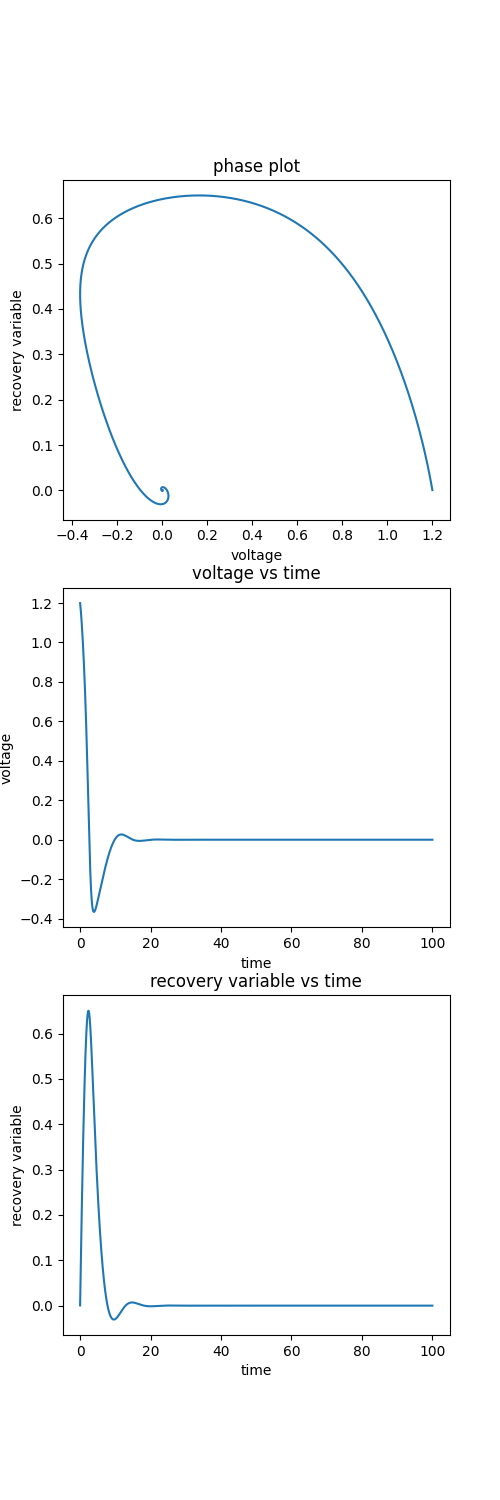 phase plot
0.6
0.5
0.4
0.3
0.2
0.1
0.0
recovery variable
−0.4 −0.2 0.0 0.2 0.4 0.6 0.8 1.0 1.2
voltage
voltage vs time
1.2
1.0
0.8
0.6
0.4
0.2
0.0
−0.2
−0.4
voltage
0 20 40 60 80 100
time
recovery variable vs time
0.6
0.5
0.4
0.3
0.2
0.1
0.0
recovery variable
0 20 40 60 80 100
time